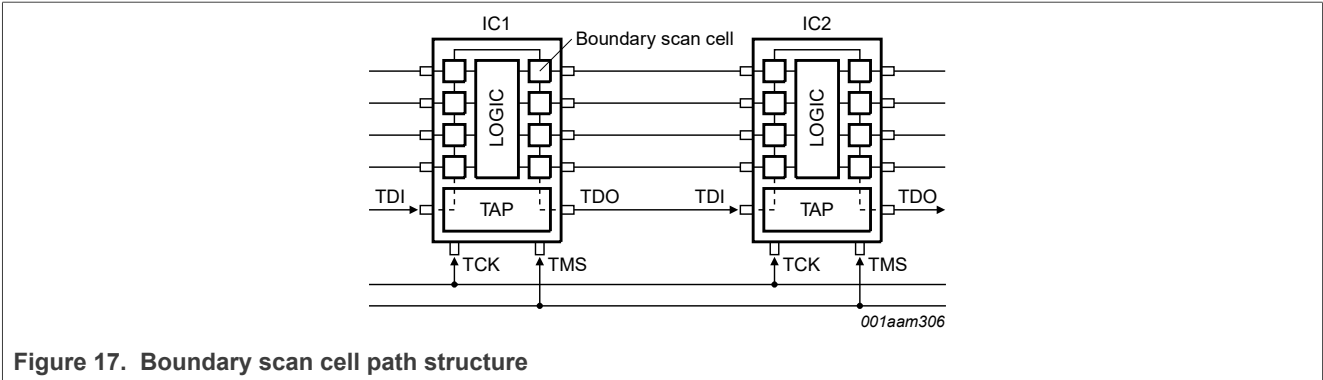 IC1 IC2
Boundary scan cell
LOGIC LOGIC
TDI TAP TDO TDI TAP TDO
TCK TMS TCK TMS
001aam306
Figure 17. Boundary scan cell path structure